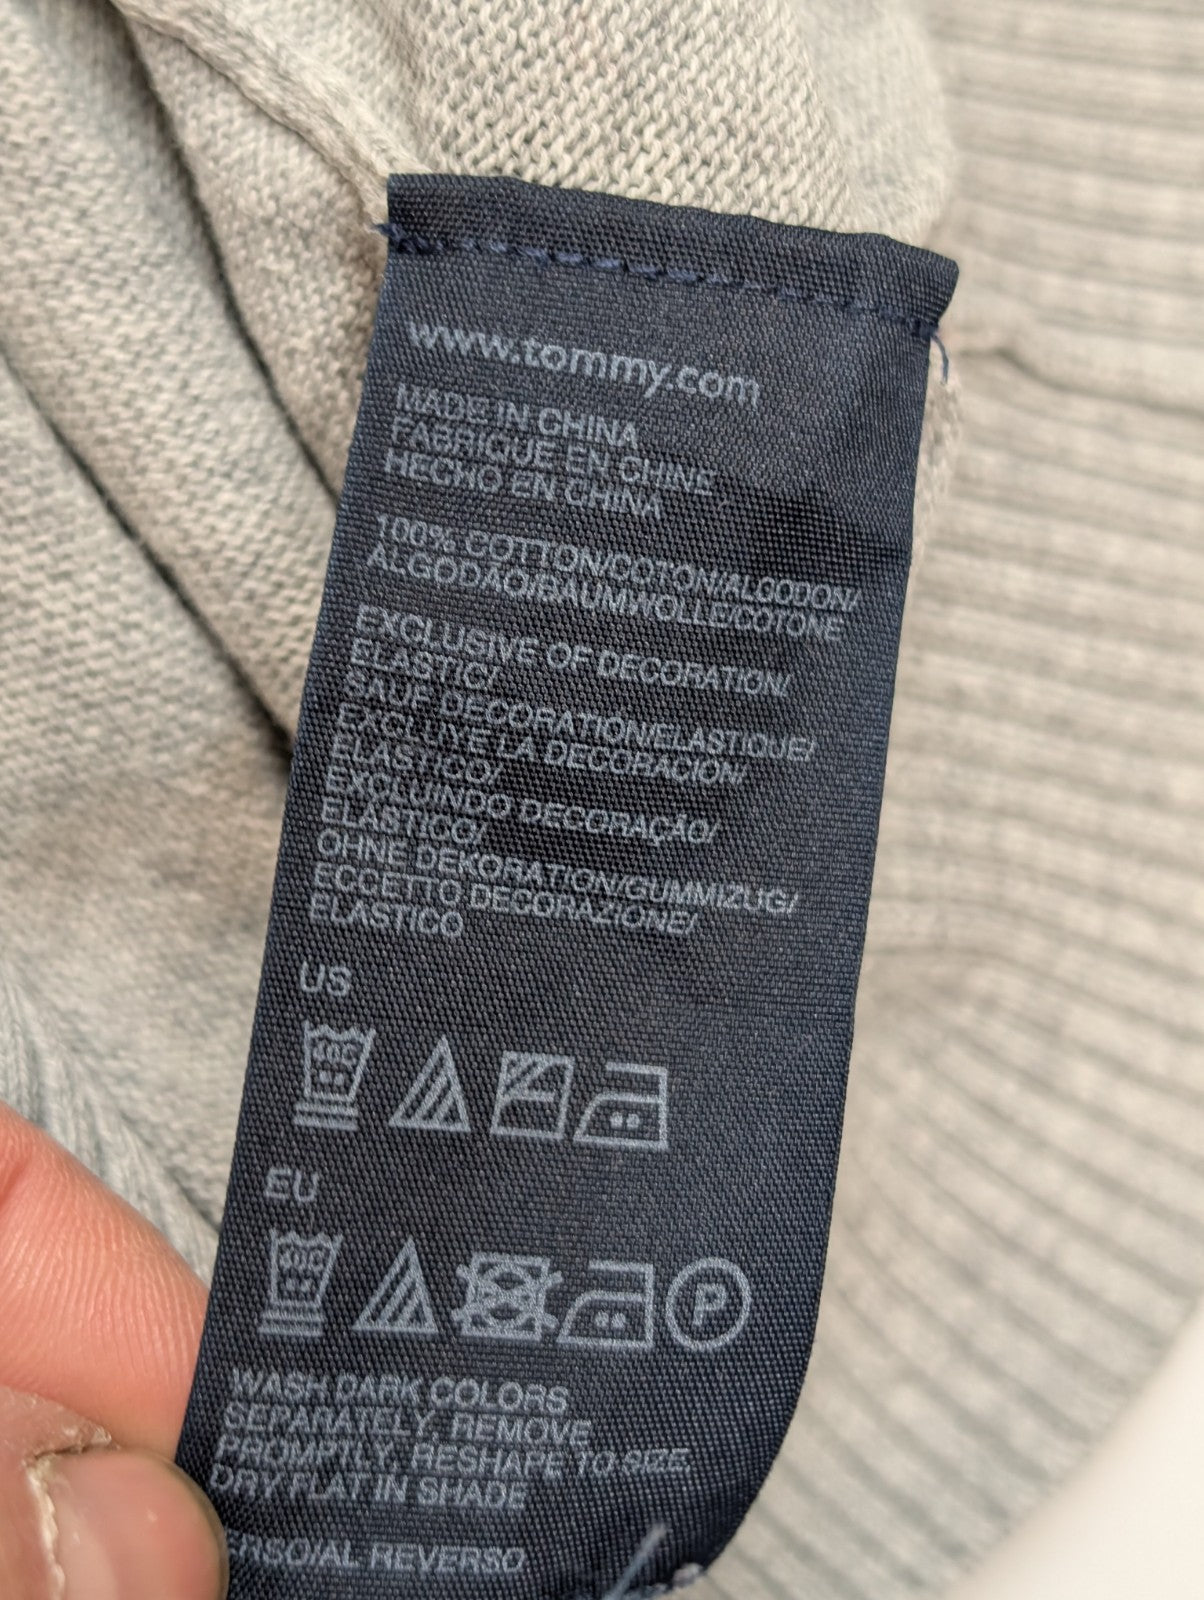 www.tommy.com
MADE IN CHINA
FABRIQUE EN CHINE
HECHO EN CHINA
100% COTTON/COTON/ALGODON/
ALGODÃO/BAUMWOLLE/COTONE
EXCLUSIVE OF DECORATION,
ELASTIC/
SAUF DECORATION/ELASTIQUE/
EXCLUYE LA DECORACION/
ELASTICO/
EXCLUINDO DECORAÇÃO/
ELÁSTICO/
OHNE DEKORATION/GUMMIZUG/
ECCETTO DECORAZIONE/
ELASTICO
US
EU
P
WASH DARK COLORS
SEPARATELY, REMOVE
PROMPTLY, RESHAPE TO SIZE,
DRY FLAT IN SHADE
REVERSO